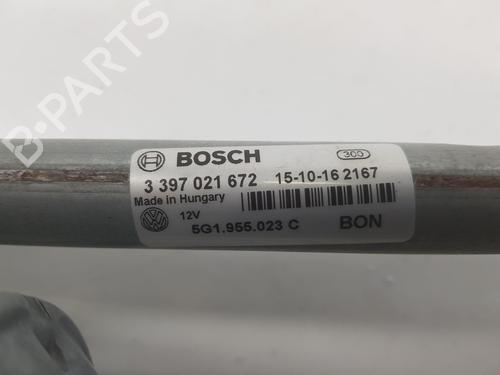 BOSCH 300
3 397 021 672 15-10-16 2167
Made in Hungary
12V
5G1.955.023 C BON
B-PARTS